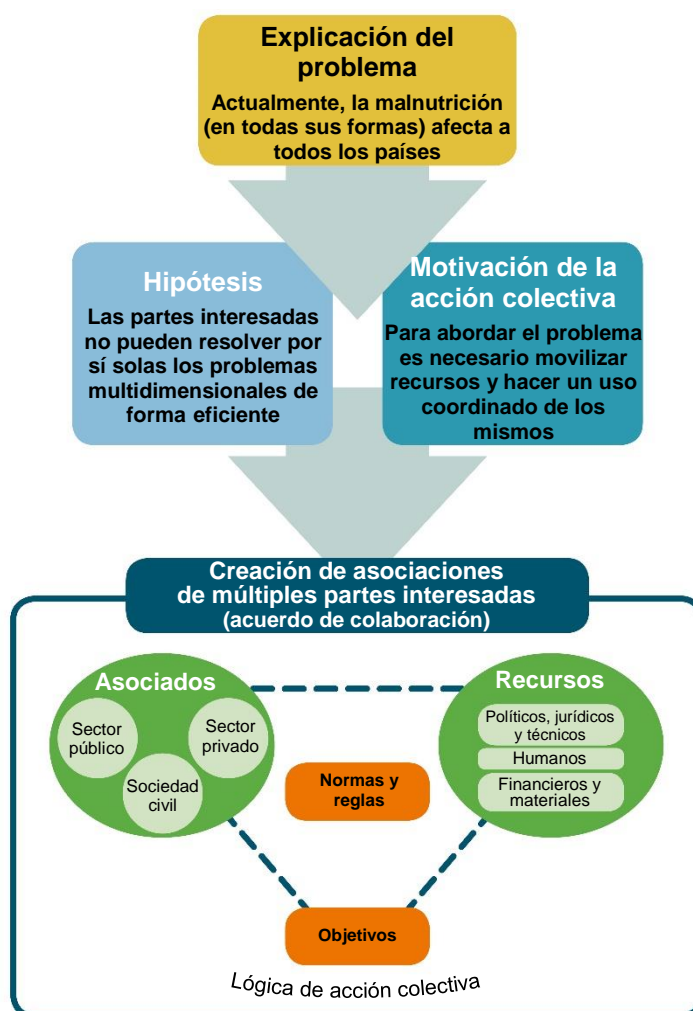 Explicación del
problema
Actualmente, la malnutrición
(en todas sus formas) afecta a
todos los países
Hipótesis
Las partes interesadas
no pueden resolver por
sí solas los problemas
multidimensionales de
forma eficiente
Motivación de la
acción colectiva
Para abordar el problema
es necesario movilizar
recursos y hacer un uso
coordinado de los
mismos
Creación de asociaciones
de múltiples partes interesadas
(acuerdo de colaboración)
Asociados
Sector
público
Sector
privado
Sociedad
civil
Recursos
Políticos, jurídicos
y técnicos
Humanos
Financieros y
materiales
Normas y
reglas
Objetivos
Lógica de acción colectiva